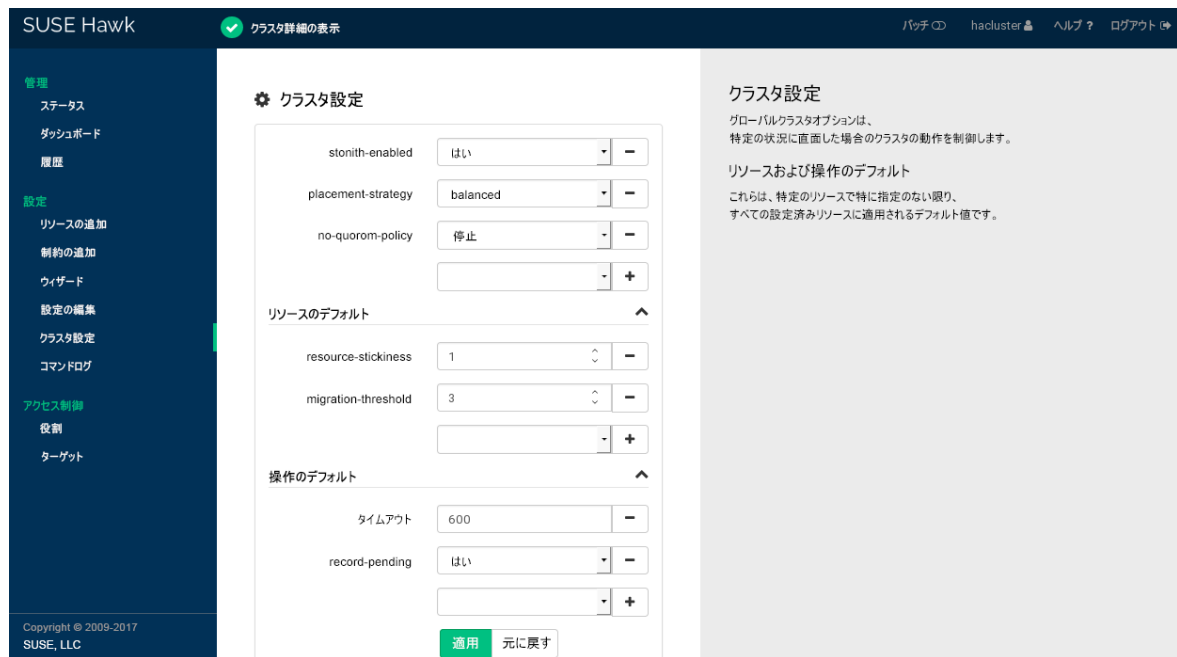 SUSE Hawk
クラスタ詳細の表示
バッチ
hacluster
ヘルプ ?
ログアウト
管理
ステータス
ダッシュボード
履歴
設定
リソースの追加
制約の追加
ウィザード
設定の編集
クラスタ設定
コマンドログ
アクセス制御
役割
ターゲット
Copyright © 2009-2017
SUSE, LLC
クラスタ設定
stonith-enabled はい
placement-strategy balanced
no-quorom-policy 停止
リソースのデフォルト
resource-stickiness 1
migration-threshold 3
操作のデフォルト
タイムアウト 600
record-pending はい
適用 元に戻す
クラスタ設定
グローバルクラスタオプションは、
特定の状況に直面した場合のクラスタの動作を制御します。
リソースおよび操作のデフォルト
これらは、特定のリソースで特に指定のない限り、
すべての設定済みリソースに適用されるデフォルト値です。